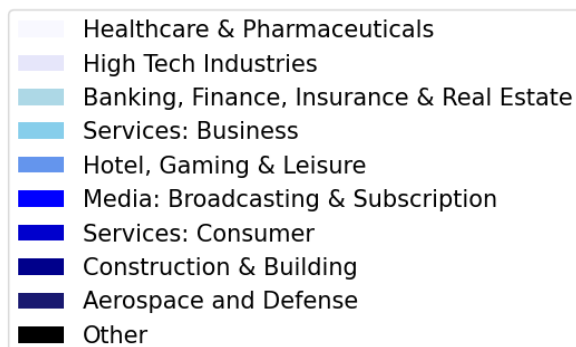 Healthcare & Pharmaceuticals
High Tech Industries
Banking, Finance, Insurance & Real Estate
Services: Business
Hotel, Gaming & Leisure
Media: Broadcasting & Subscription
Services: Consumer
Construction & Building
Aerospace and Defense
Other